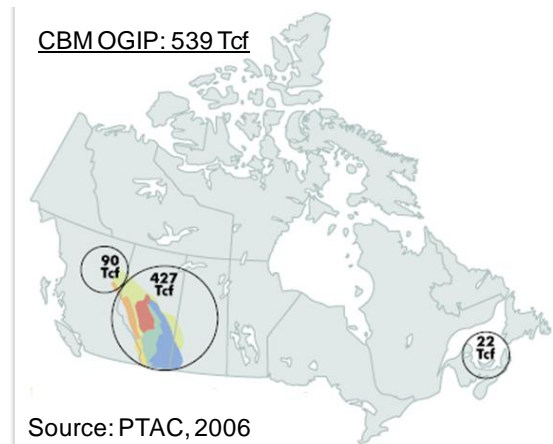 CBM OGIP: 539 Tcf
90
Tcf
427
Tcf
22
Tcf
Source: PTAC, 2006